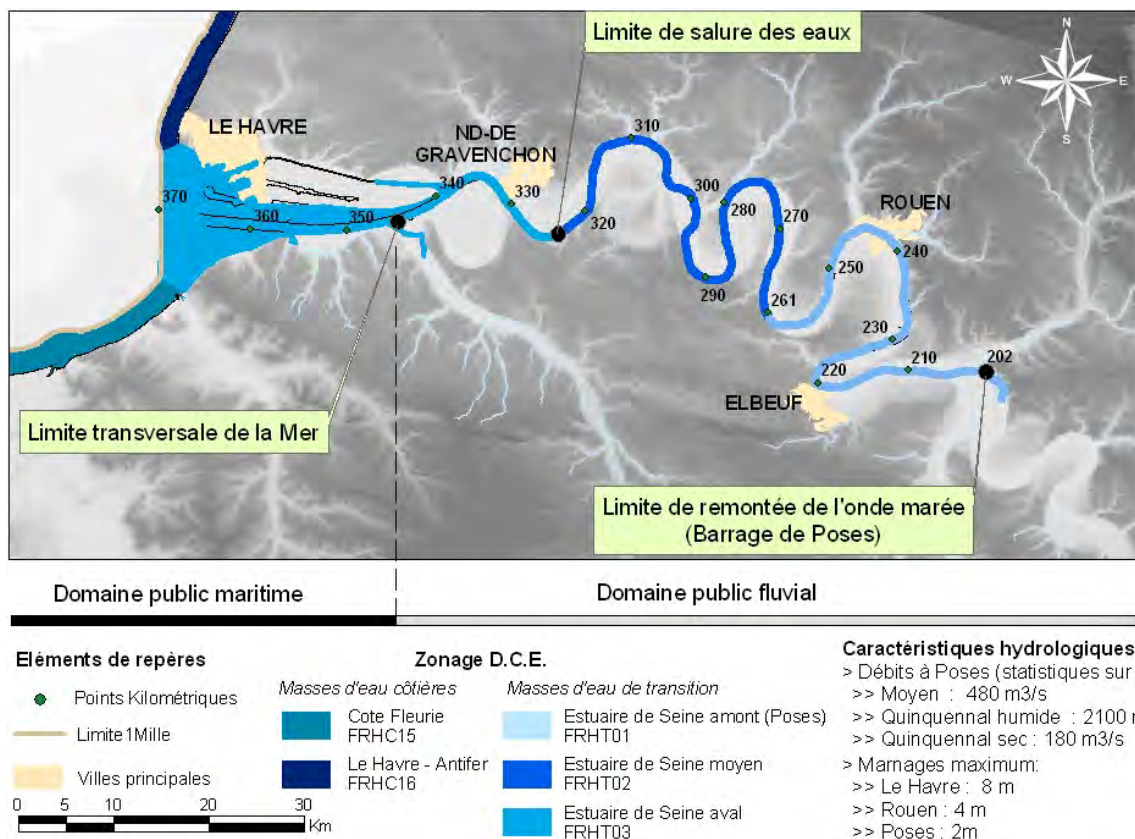 Limite de salure des eaux
N
W
E
S
LE HAVRE
ND-DE
GRAVENCHON
310
370
340
330
300
280
320
270
ROUEN
360
350
240
250
290
261
230
220
210
202
ELBEUF
Limite transversale de la Mer
Limite de remontée de l'onde marée
(Barrage de Poses)
Domaine public maritime
Domaine public fluvial
Eléments de repères
Points Kilométriques
Limite 1Mille
Villes principales
0 5 10 20 30
Km
Zonage D.C.E.
Masses d'eau côtières
Cote Fleurie
FRHC15
Le Havre - Antifer
FRHC16
Masses d'eau de transition
Estuaire de Seine amont (Poses)
FRHT01
Estuaire de Seine moyen
FRHT02
Estuaire de Seine aval
FRHT03
Caractéristiques hydrologiques
> Débits à Poses (statistiques sur
>> Moyen : 480 m3/s
>> Quinquennal humide : 2100 m
>> Quinquennal sec : 180 m3/s
> Marnages maximum:
>> Le Havre : 8 m
>> Rouen : 4 m
>> Poses : 2m